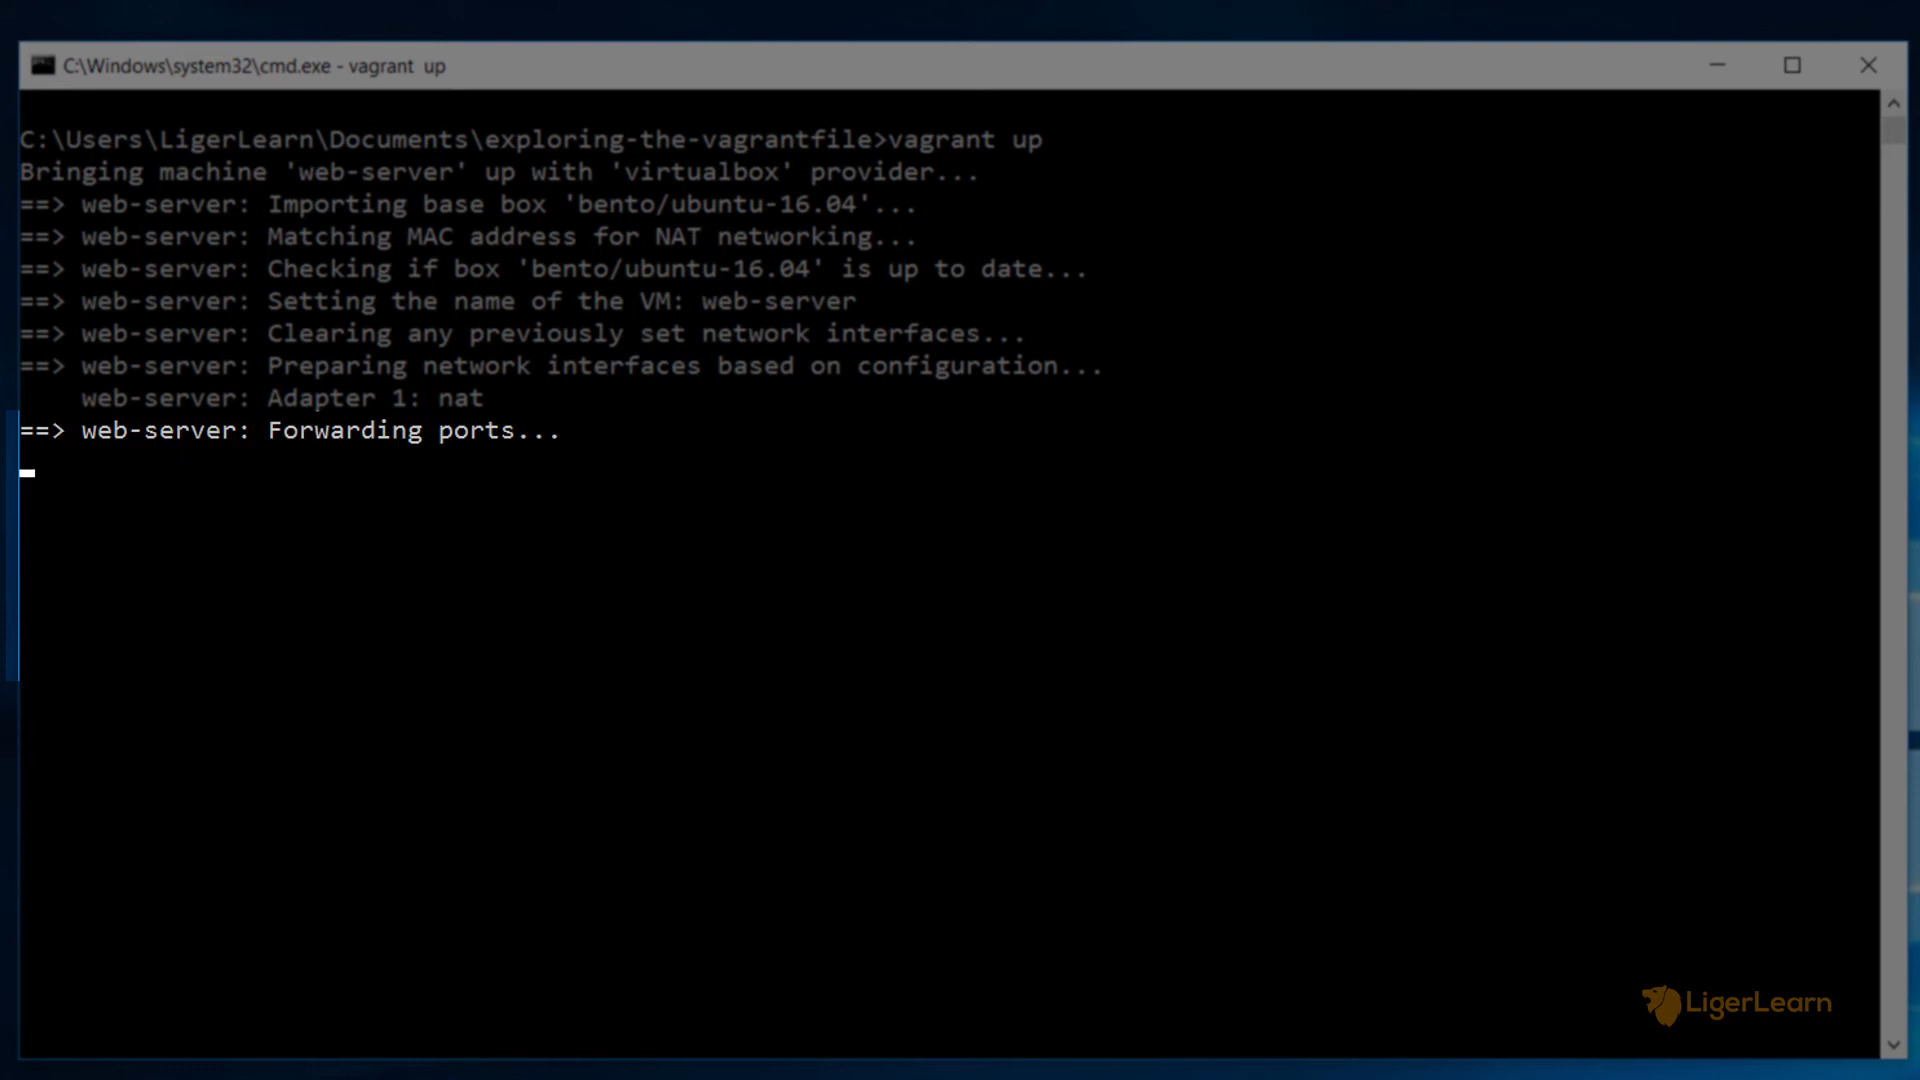 C:\Windows\system32\cmd.exe - vagrant  up
C:\Users\LigerLearn\Documents\exploring-the-vagrantfile>vagrant up
Bringing machine 'web-server' up with 'virtualbox' provider...
==> web-server: Importing base box 'bento/ubuntu-16.04'...
==> web-server: Matching MAC address for NAT networking...
==> web-server: Checking if box 'bento/ubuntu-16.04' is up to date...
==> web-server: Setting the name of the VM: web-server
==> web-server: Clearing any previously set network interfaces...
==> web-server: Preparing network interfaces based on configuration...
    web-server: Adapter 1: nat
==> web-server: Forwarding ports...
LigerLearn